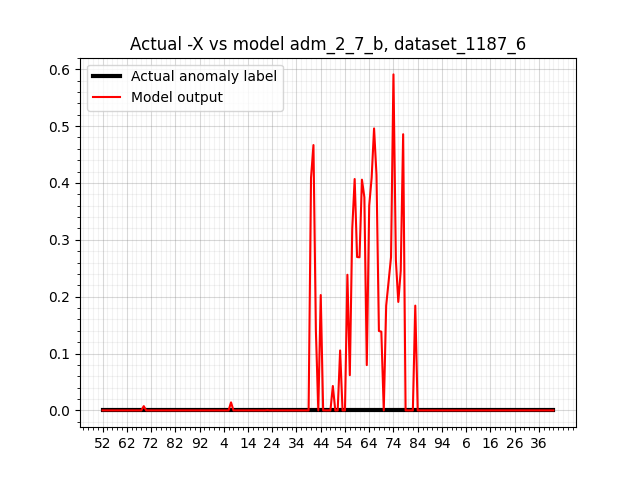 Actual -X vs model adm_2_7_b, dataset_1187_6
Actual anomaly label
Model output
0.6
0.5
0.4
0.3
0.2
0.1
0.0
52 62 72 82 92 4 14 24 34 44 54 64 74 84 94 6 16 26 36